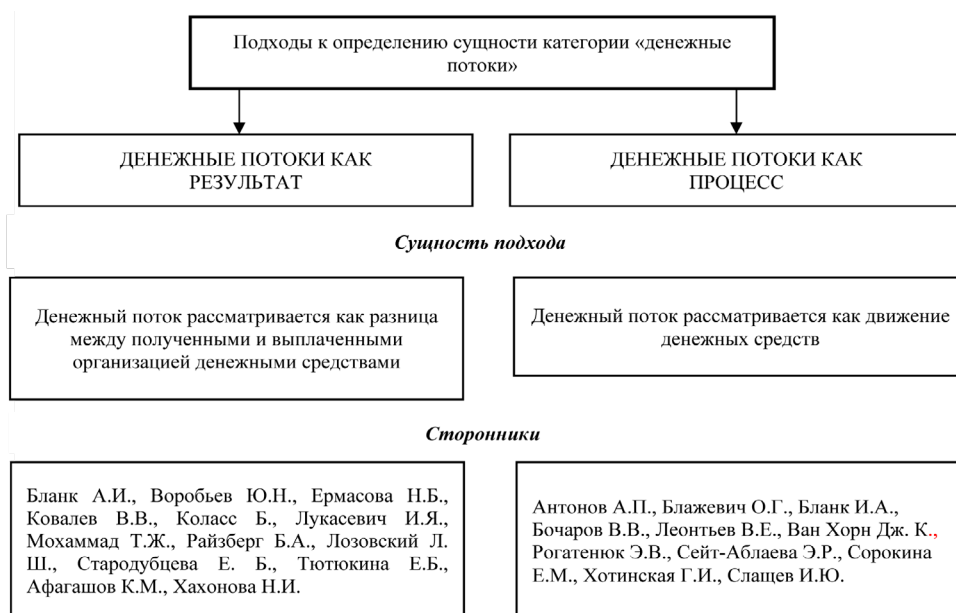 Подходы к определению сущности категории «денежные
потоки»
ДЕНЕЖНЫЕ ПОТОКИ КАК
РЕЗУЛЬТАТ
ДЕНЕЖНЫЕ ПОТОКИ КАК
ПРОЦЕСС
Сущность подхода
Денежный поток рассматривается как разница
между полученными и выплаченными
организацией денежными средствами
Денежный поток рассматривается как движение
денежных средств
Сторонники
Бланк А.И., Воробьев Ю.Н., Ермасова Н.Б.,
Ковалев В.В., Коласс Б., Лукасевич И.Я.,
Мохаммад Т.Ж., Райзберг Б.А., Лозовский Л.
Ш., Стародубцева Е. Б., Тютюкина Е.Б.,
Афагашов К.М., Хахонова Н.И.
Антонов А.П., Блажевич О.Г., Бланк И.А.,
Бочаров В.В., Леонтьев В.Е., Ван Хорн Дж. К.,
Рогатенюк Э.В., Сейт-Аблаева Э.Р., Сорокина
Е.М., Хотинская Г.И., Слащев И.Ю.